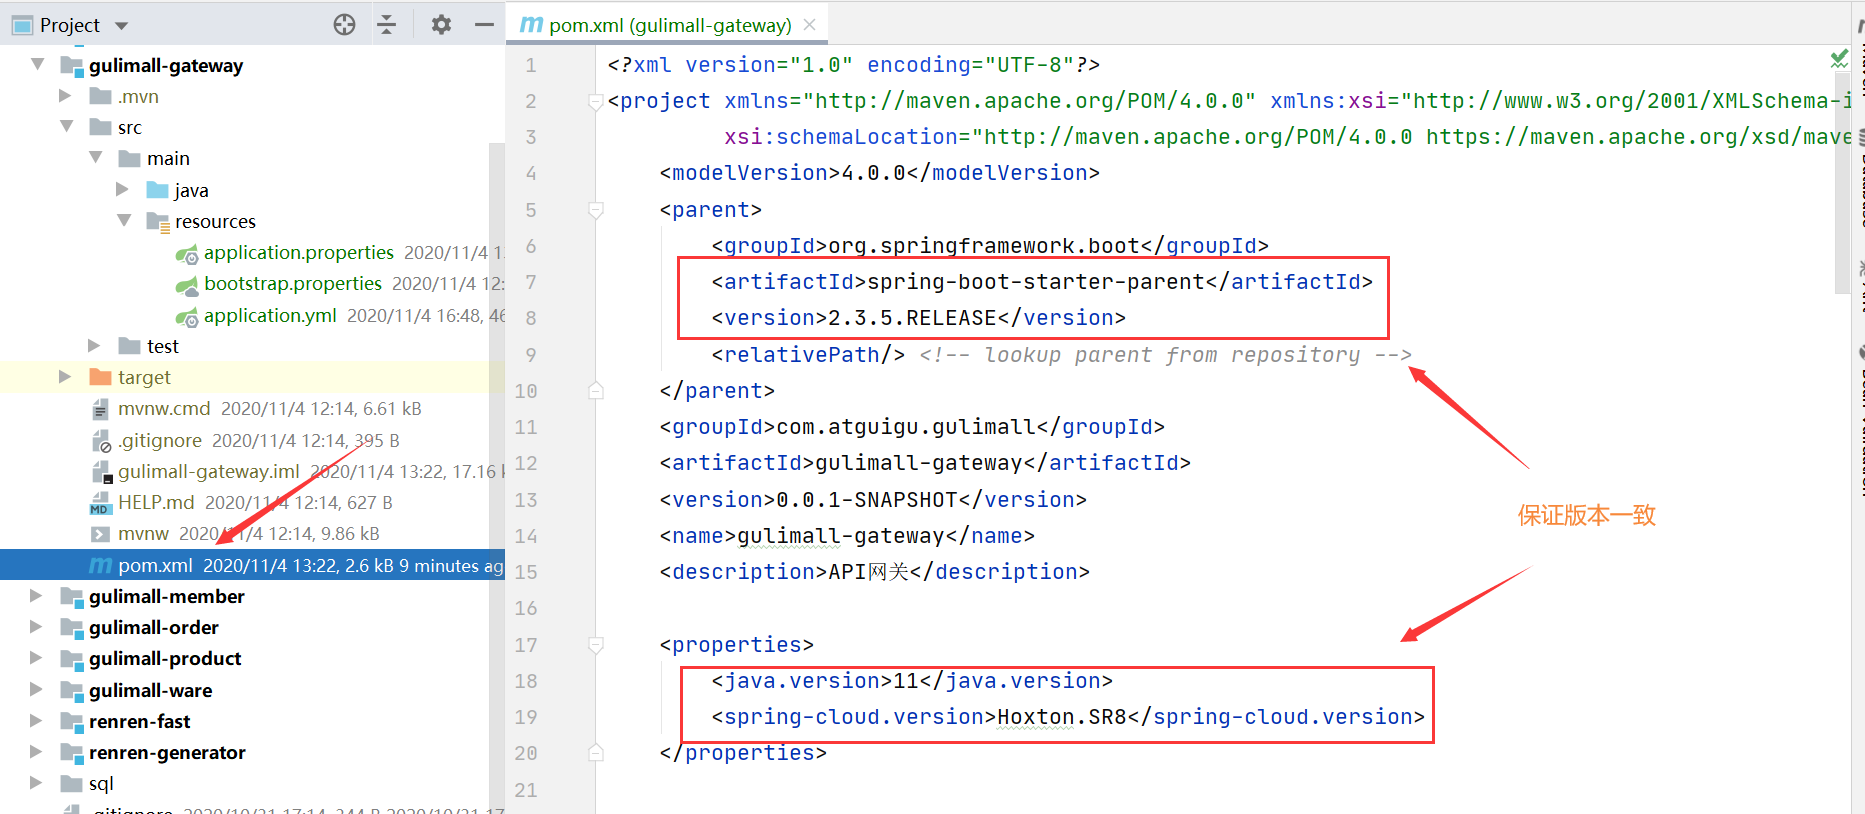 Project
pom.xml (gulimall-gateway)
gulimall-gateway
.mvn
src
main
java
resources
application.properties 2020/11/4 1
bootstrap.properties 2020/11/4 12:
application.yml 2020/11/4 16:48, 46
test
target
mvnw.cmd 2020/11/4 12:14, 6.61 kB
.gitignore 2020/11/4 12:14, 395 B
gulimall-gateway.iml 2020/11/4 13:22, 17.16 k
HELP.md 2020/11/4 12:14, 627 B
mvnw 2020/11/4 12:14, 9.86 kB
pom.xml 2020/11/4 13:22, 2.6 kB 9 minutes ag
gulimall-member
gulimall-order
gulimall-product
gulimall-ware
renren-fast
renren-generator
sql
.gitignore 2020/10/31 17:14, 344 B 2020/10/31 17
1 <?xml version="1.0" encoding="UTF-8"?>
2 <project xmlns="http://maven.apache.org/POM/4.0.0" xmlns:xsi="http://www.w3.org/2001/XMLSchema-i
3 xsi:schemaLocation="http://maven.apache.org/POM/4.0.0 https://maven.apache.org/xsd/mave
4 <modelVersion>4.0.0</modelVersion>
5 <parent>
6 <groupId>org.springframework.boot</groupId>
7 <artifactId>spring-boot-starter-parent</artifactId>
8 <version>2.3.5.RELEASE</version>
9 <relativePath/> <!-- lookup parent from repository -->
10 </parent>
11 <groupId>com.atguigu.gulimall</groupId>
12 <artifactId>gulimall-gateway</artifactId>
13 <version>0.0.1-SNAPSHOT</version>
14 <name>gulimall-gateway</name>
15 <description>API网关</description>
16
17 <properties>
18 <java.version>11</java.version>
19 <spring-cloud.version>Hoxton.SR8</spring-cloud.version>
20 </properties>
21
保证版本一致